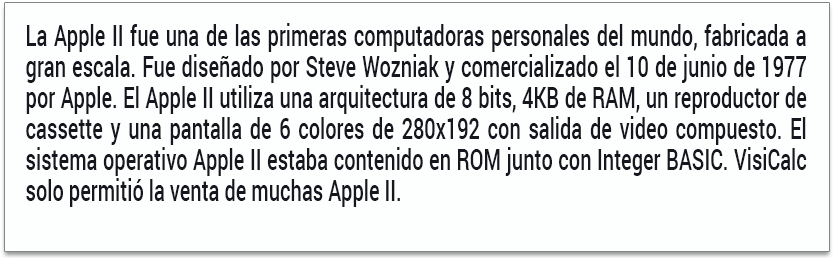 La Apple II fue una de las primeras computadoras personales del mundo, fabricada a
gran escala. Fue diseñado por Steve Wozniak y comercializado el 10 de junio de 1977
por Apple. El Apple II utiliza una arquitectura de 8 bits, 4KB de RAM, un reproductor de
cassette y una pantalla de 6 colores de 280x192 con salida de video compuesto. El
sistema operativo Apple II estaba contenido en ROM junto con Integer BASIC. VisiCalc
solo permitió la venta de muchas Apple II.